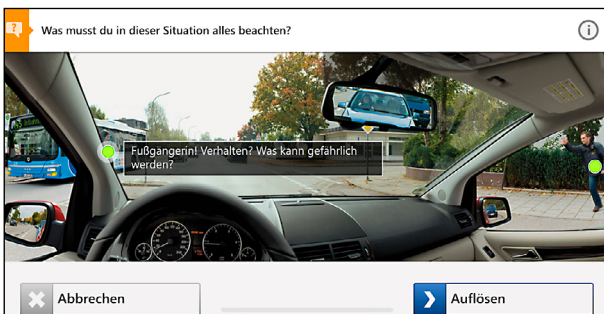 Was musst du in dieser Situation alles beachten?
Fußgängerin! Verhalten? Was kann gefährlich
werden?
Abbrechen
Auflösen